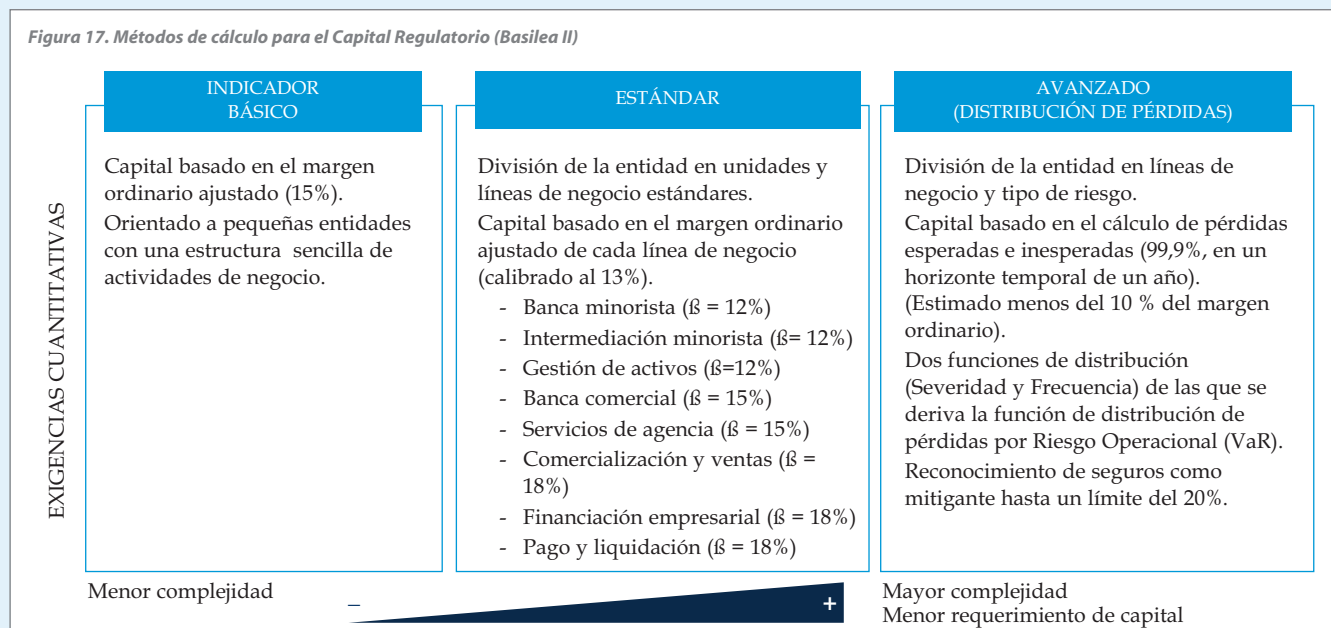 Figura 17. Métodos de cálculo para el Capital Regulatorio (Basilea II)
EXIGENCIAS CUANTITATIVAS
INDICADOR
BÁSICO
Capital basado en el margen
ordinario ajustado (15%).
Orientado a pequeñas entidades
con una estructura sencilla de
actividades de negocio.
ESTÁNDAR
División de la entidad en unidades y
líneas de negocio estándares.
Capital basado en el margen ordinario
ajustado de cada línea de negocio
(calibrado al 13%).
- Banca minorista (ß = 12%)
- Intermediación minorista (ß= 12%)
- Gestión de activos (ß=12%)
- Banca comercial (ß = 15%)
- Servicios de agencia (ß = 15%)
- Comercialización y ventas (ß =
18%)
- Financiación empresarial (ß = 18%)
- Pago y liquidación (ß = 18%)
AVANZADO
(DISTRIBUCIÓN DE PÉRDIDAS)
División de la entidad en líneas de
negocio y tipo de riesgo.
Capital basado en el cálculo de pérdidas
esperadas e inesperadas (99,9%, en un
horizonte temporal de un año).
(Estimado menos del 10 % del margen
ordinario).
Dos funciones de distribución
(Severidad y Frecuencia) de las que se
deriva la función de distribución de
pérdidas por Riesgo Operacional (VaR).
Reconocimiento de seguros como
mitigante hasta un límite del 20%.
Menor complejidad
–
+
Mayor complejidad
Menor requerimiento de capital